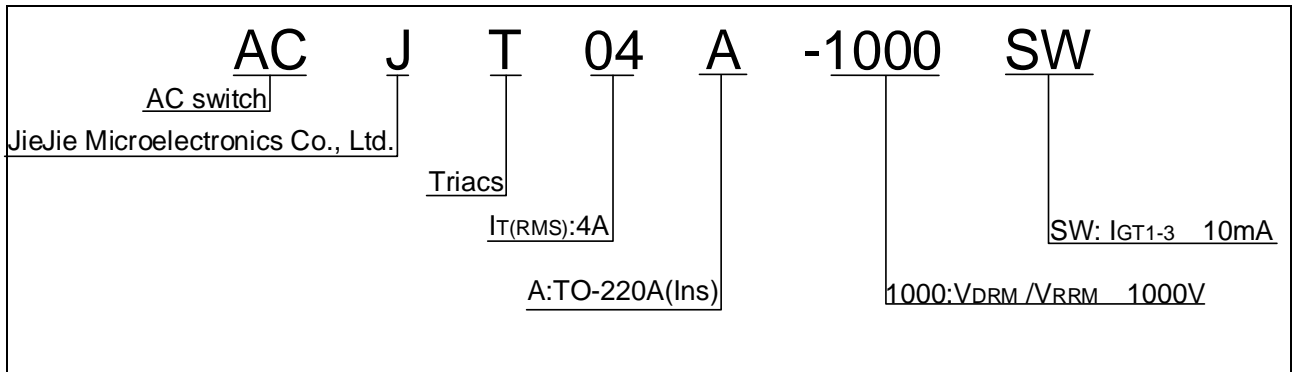 AC J T 04 A -1000 SW
AC switch
JieJie Microelectronics Co., Ltd.
Triacs
IT(RMS):4A
SW: IGT1-3 10mA
A:TO-220A(Ins)
1000:VDRM /VRRM 1000V